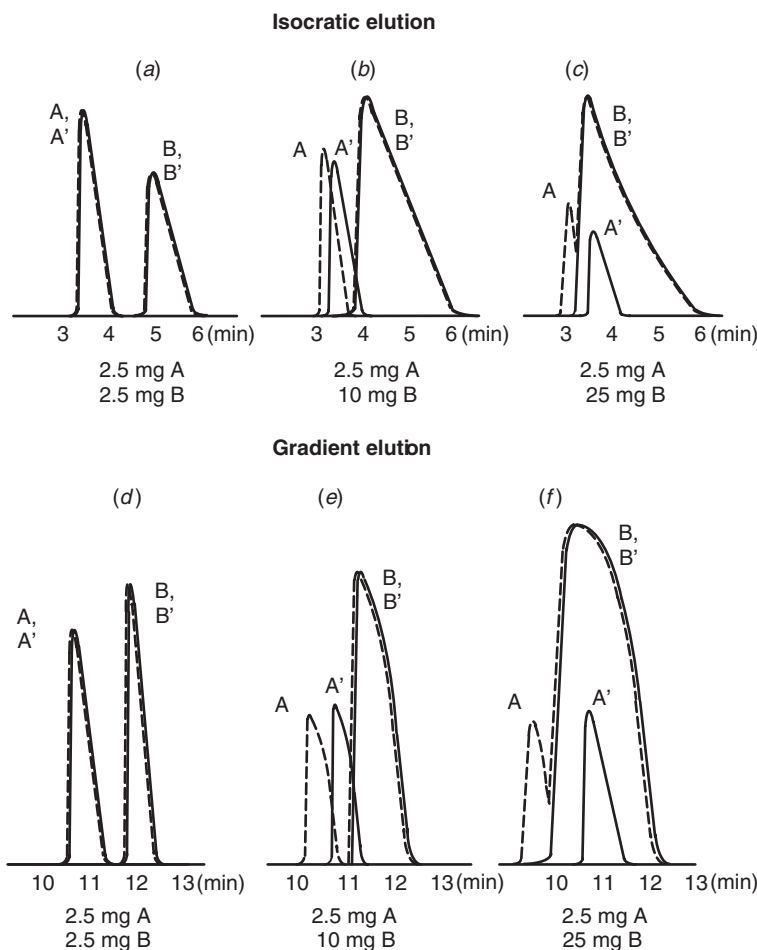 Isocratic elution
(a) (b) (c)
A,
A'
B,
B'
A A' B,
B'
A B,
B'
A'
3 4 5 6 (min) 3 4 5 6 (min) 3 4 5 6 (min)
2.5 mg A 2.5 mg A 2.5 mg A
2.5 mg B 10 mg B 25 mg B
Gradient elution
(d) (e) (f)
A,
A'
B,
B'
A A' B,
B'
A B,
B'
A'
10 11 12 13 (min) 10 11 12 13 (min) 10 11 12 13 (min)
2.5 mg A 2.5 mg A 2.5 mg A
2.5 mg B 10 mg B 25 mg B